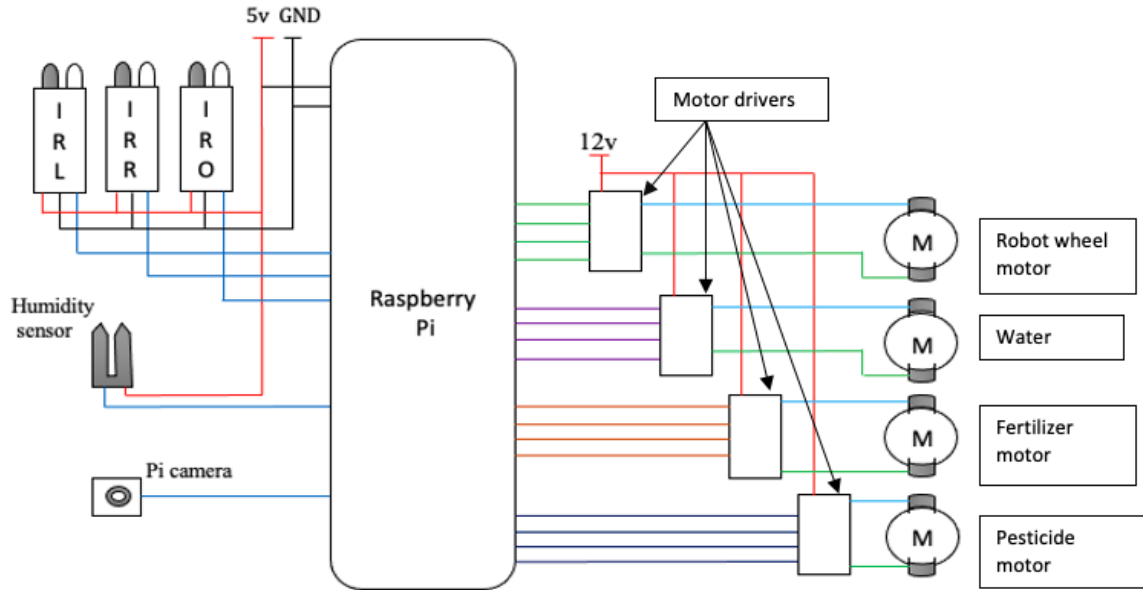 5v GND
I
R
L
I
R
R
I
R
O
Humidity
sensor
Pi camera
Raspberry
Pi
Motor drivers
12v
M
Robot wheel
motor
M
Water
M
Fertilizer
motor
M
Pesticide
motor